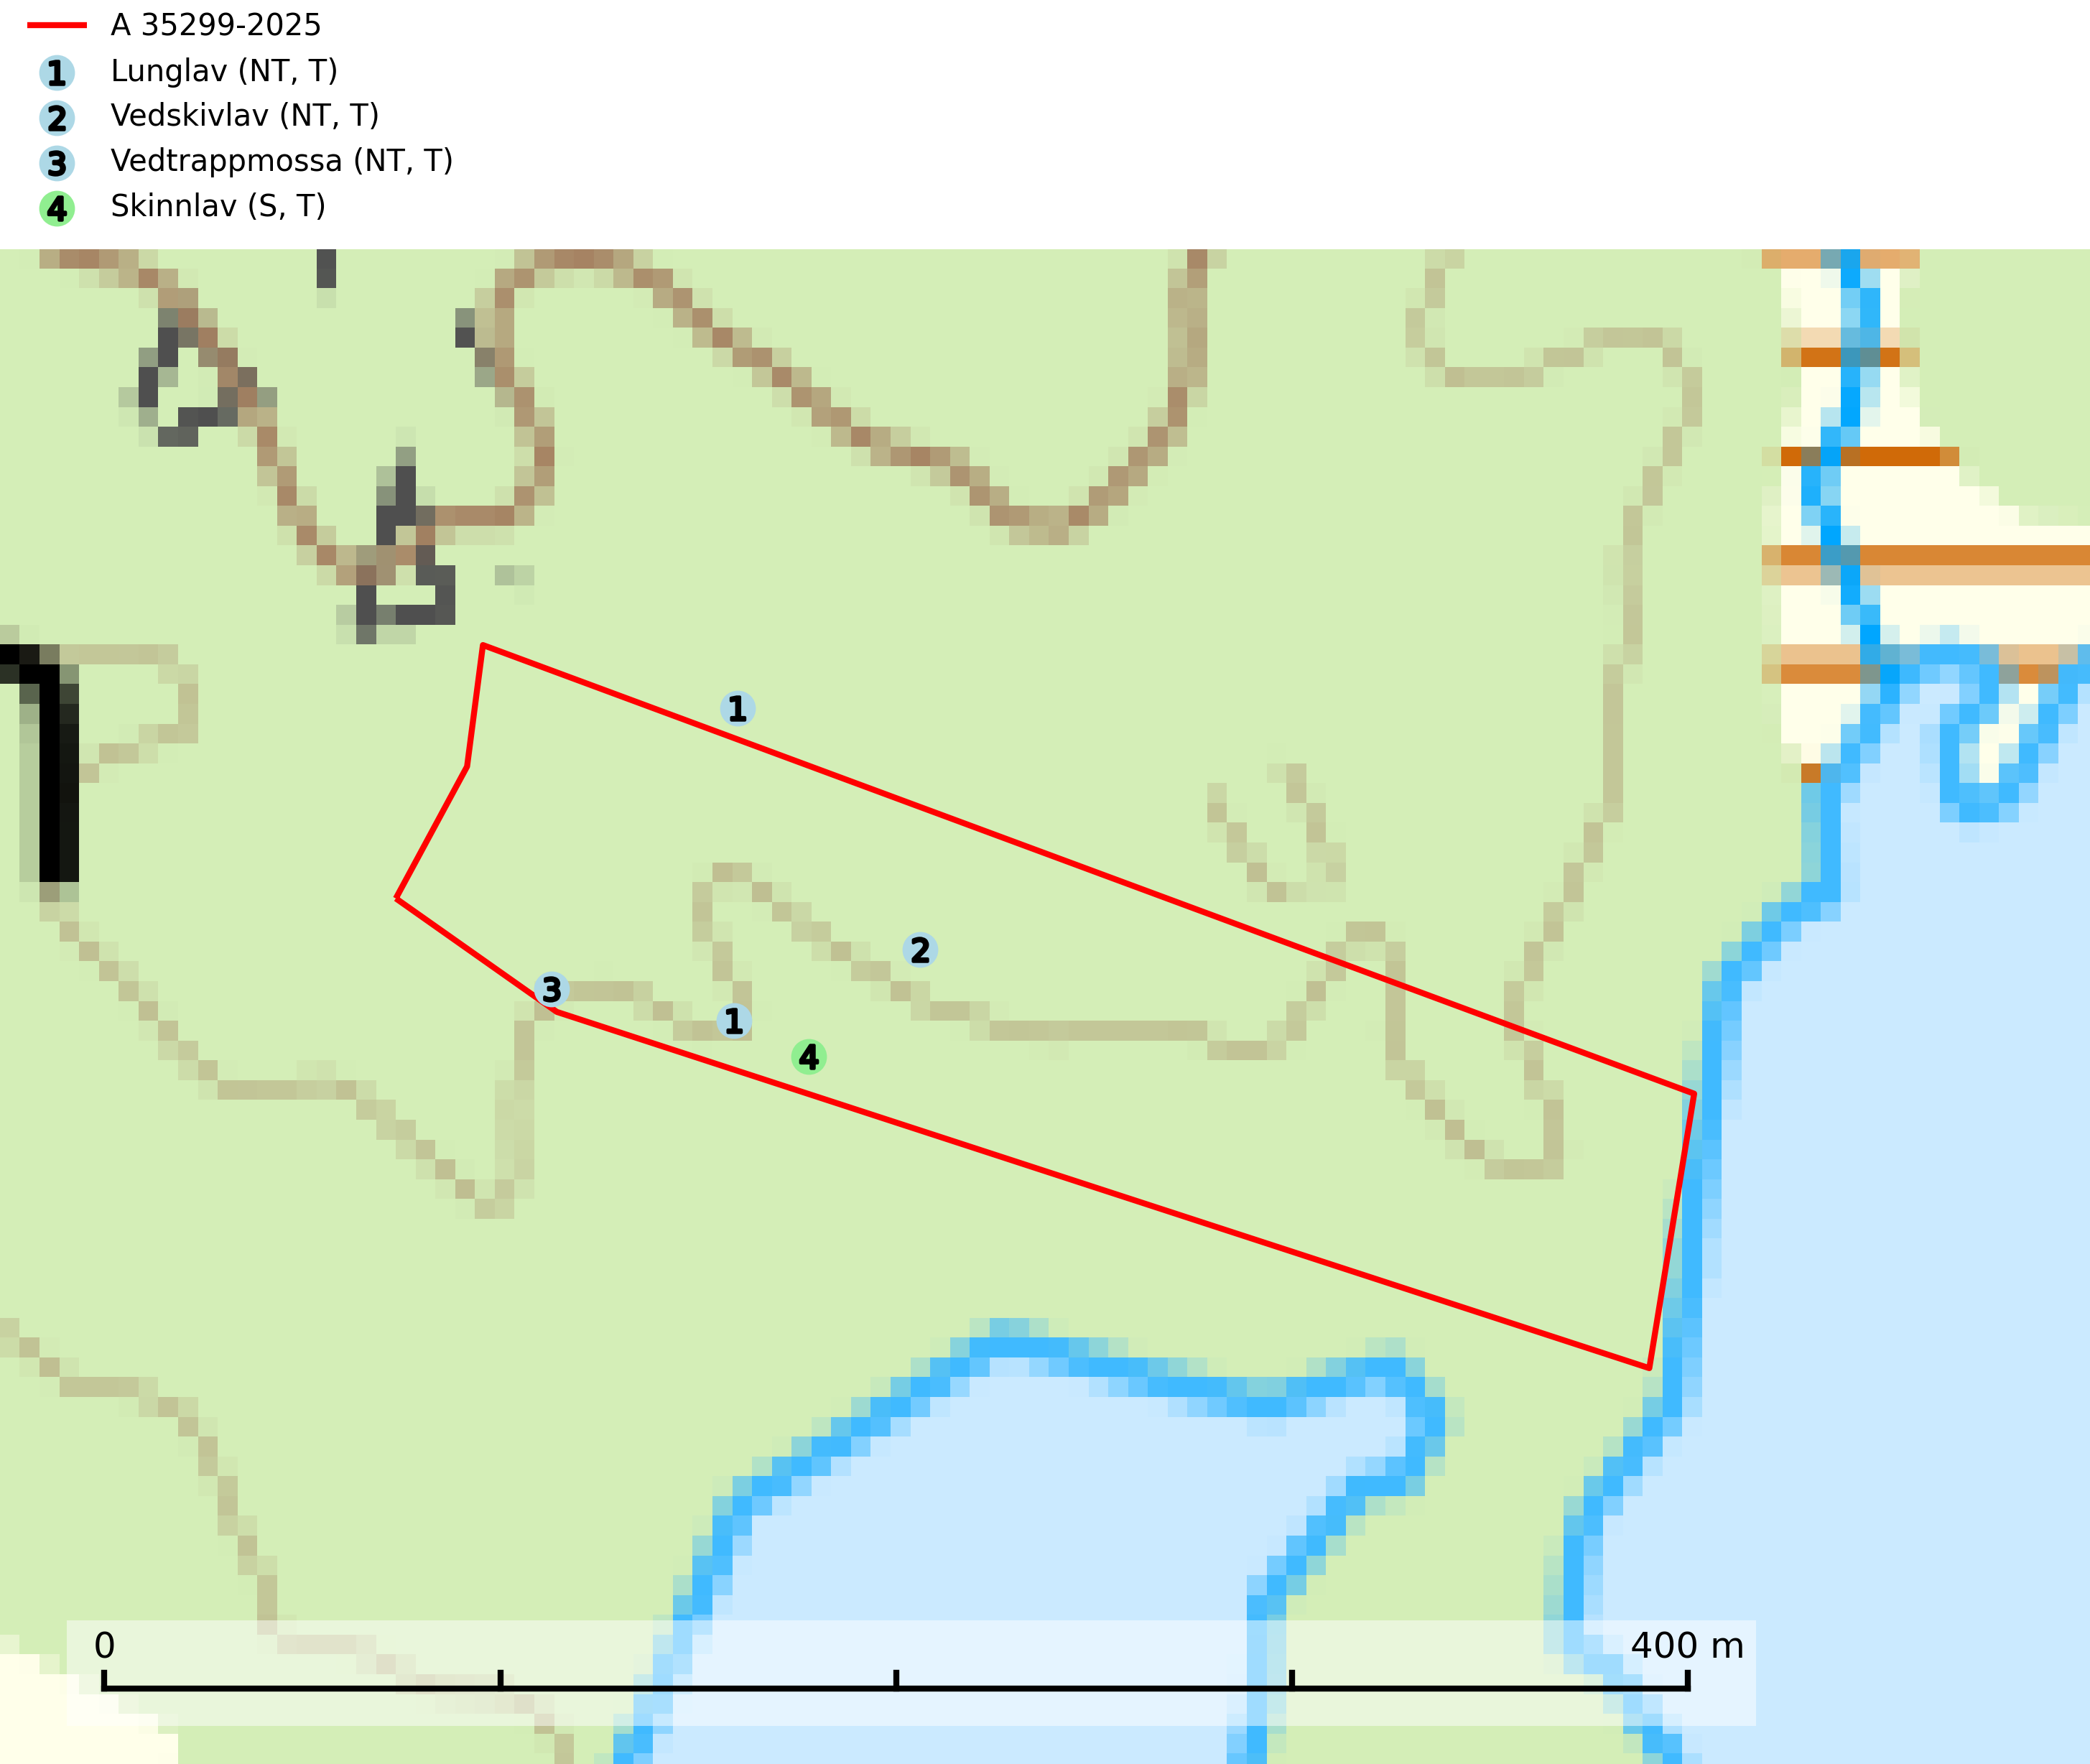 A 35299-2025
1 Lunglav (NT, T)
2 Vedskivlav (NT, T)
3 Vedtrappmossa (NT, T)
4 Skinnlav (S, T)
1
2
3
1
4
0 400 m